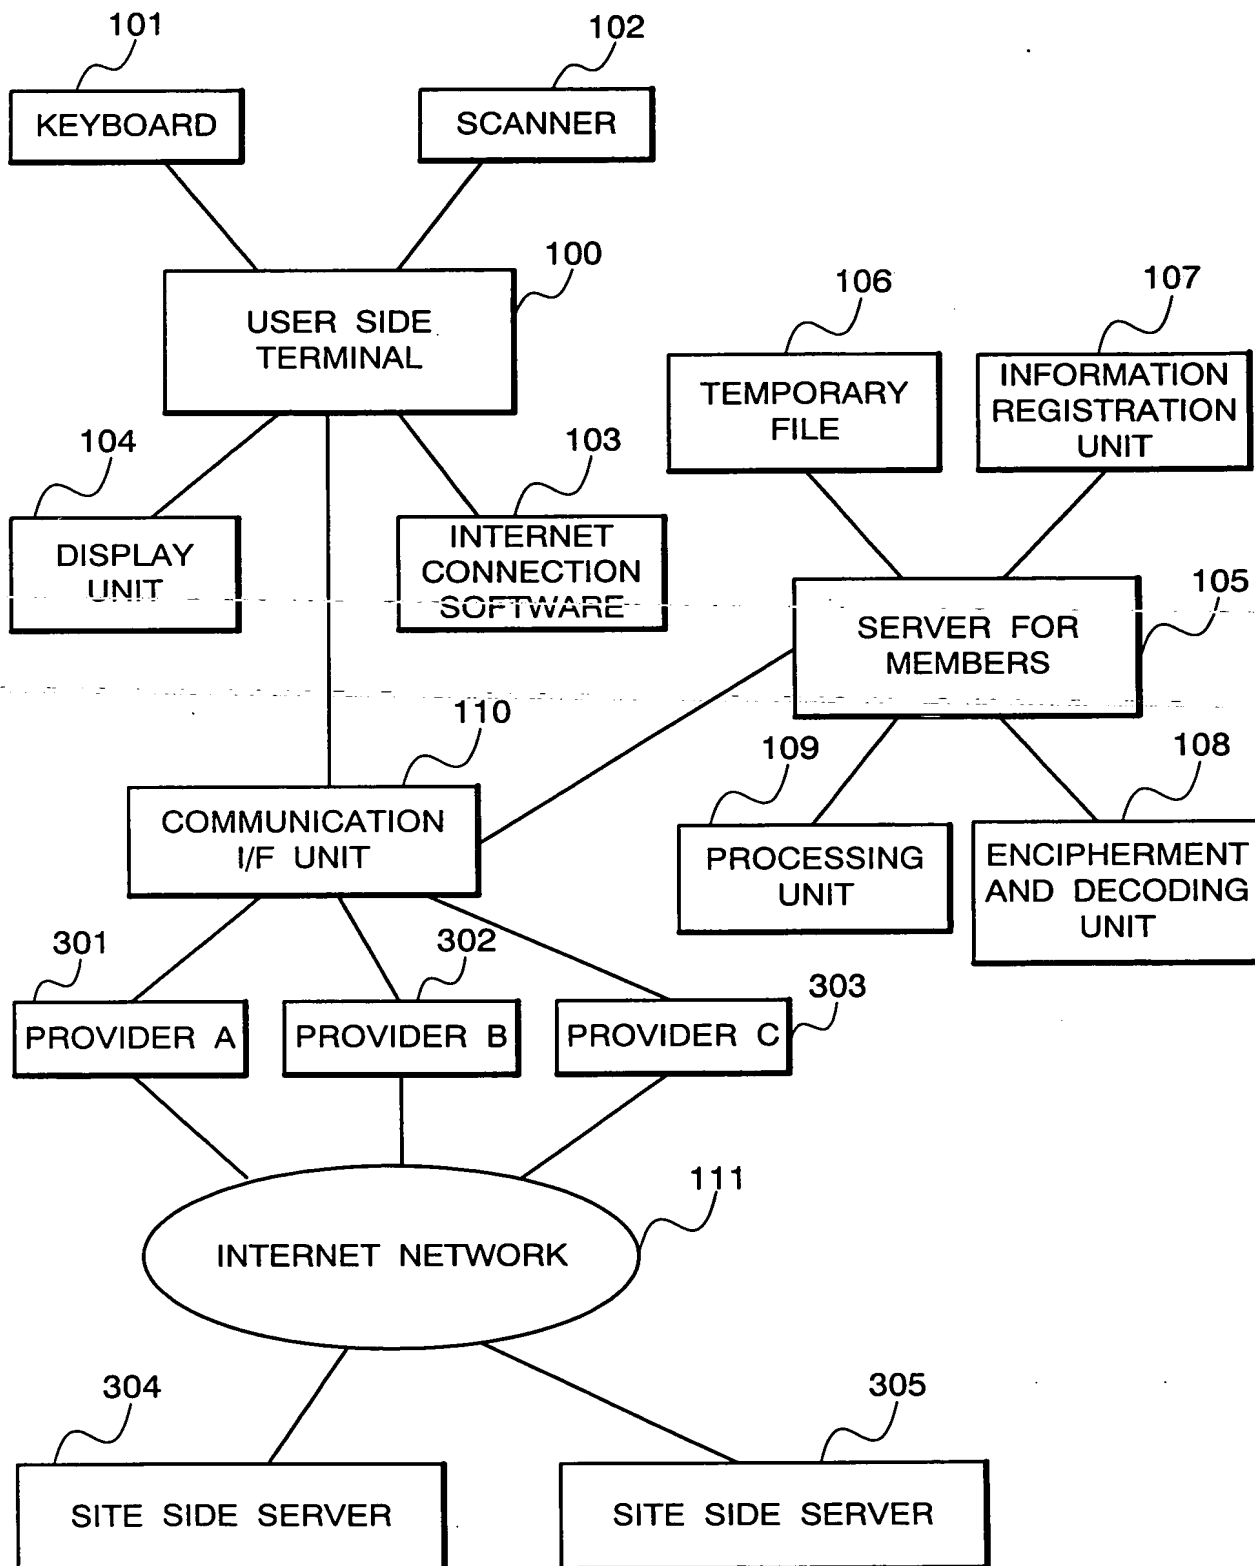 101
102
KEYBOARD
SCANNER
100
USER SIDE
TERMINAL
106
107
TEMPORARY
FILE
INFORMATION
REGISTRATION
UNIT
104
103
DISPLAY
UNIT
INTERNET
CONNECTION
SOFTWARE
105
SERVER FOR
MEMBERS
110
109
108
COMMUNICATION
I/F UNIT
PROCESSING
UNIT
ENCIPHERMENT
AND DECODING
UNIT
301
302
303
PROVIDER A
PROVIDER B
PROVIDER C
111
INTERNET NETWORK
304
305
SITE SIDE SERVER
SITE SIDE SERVER